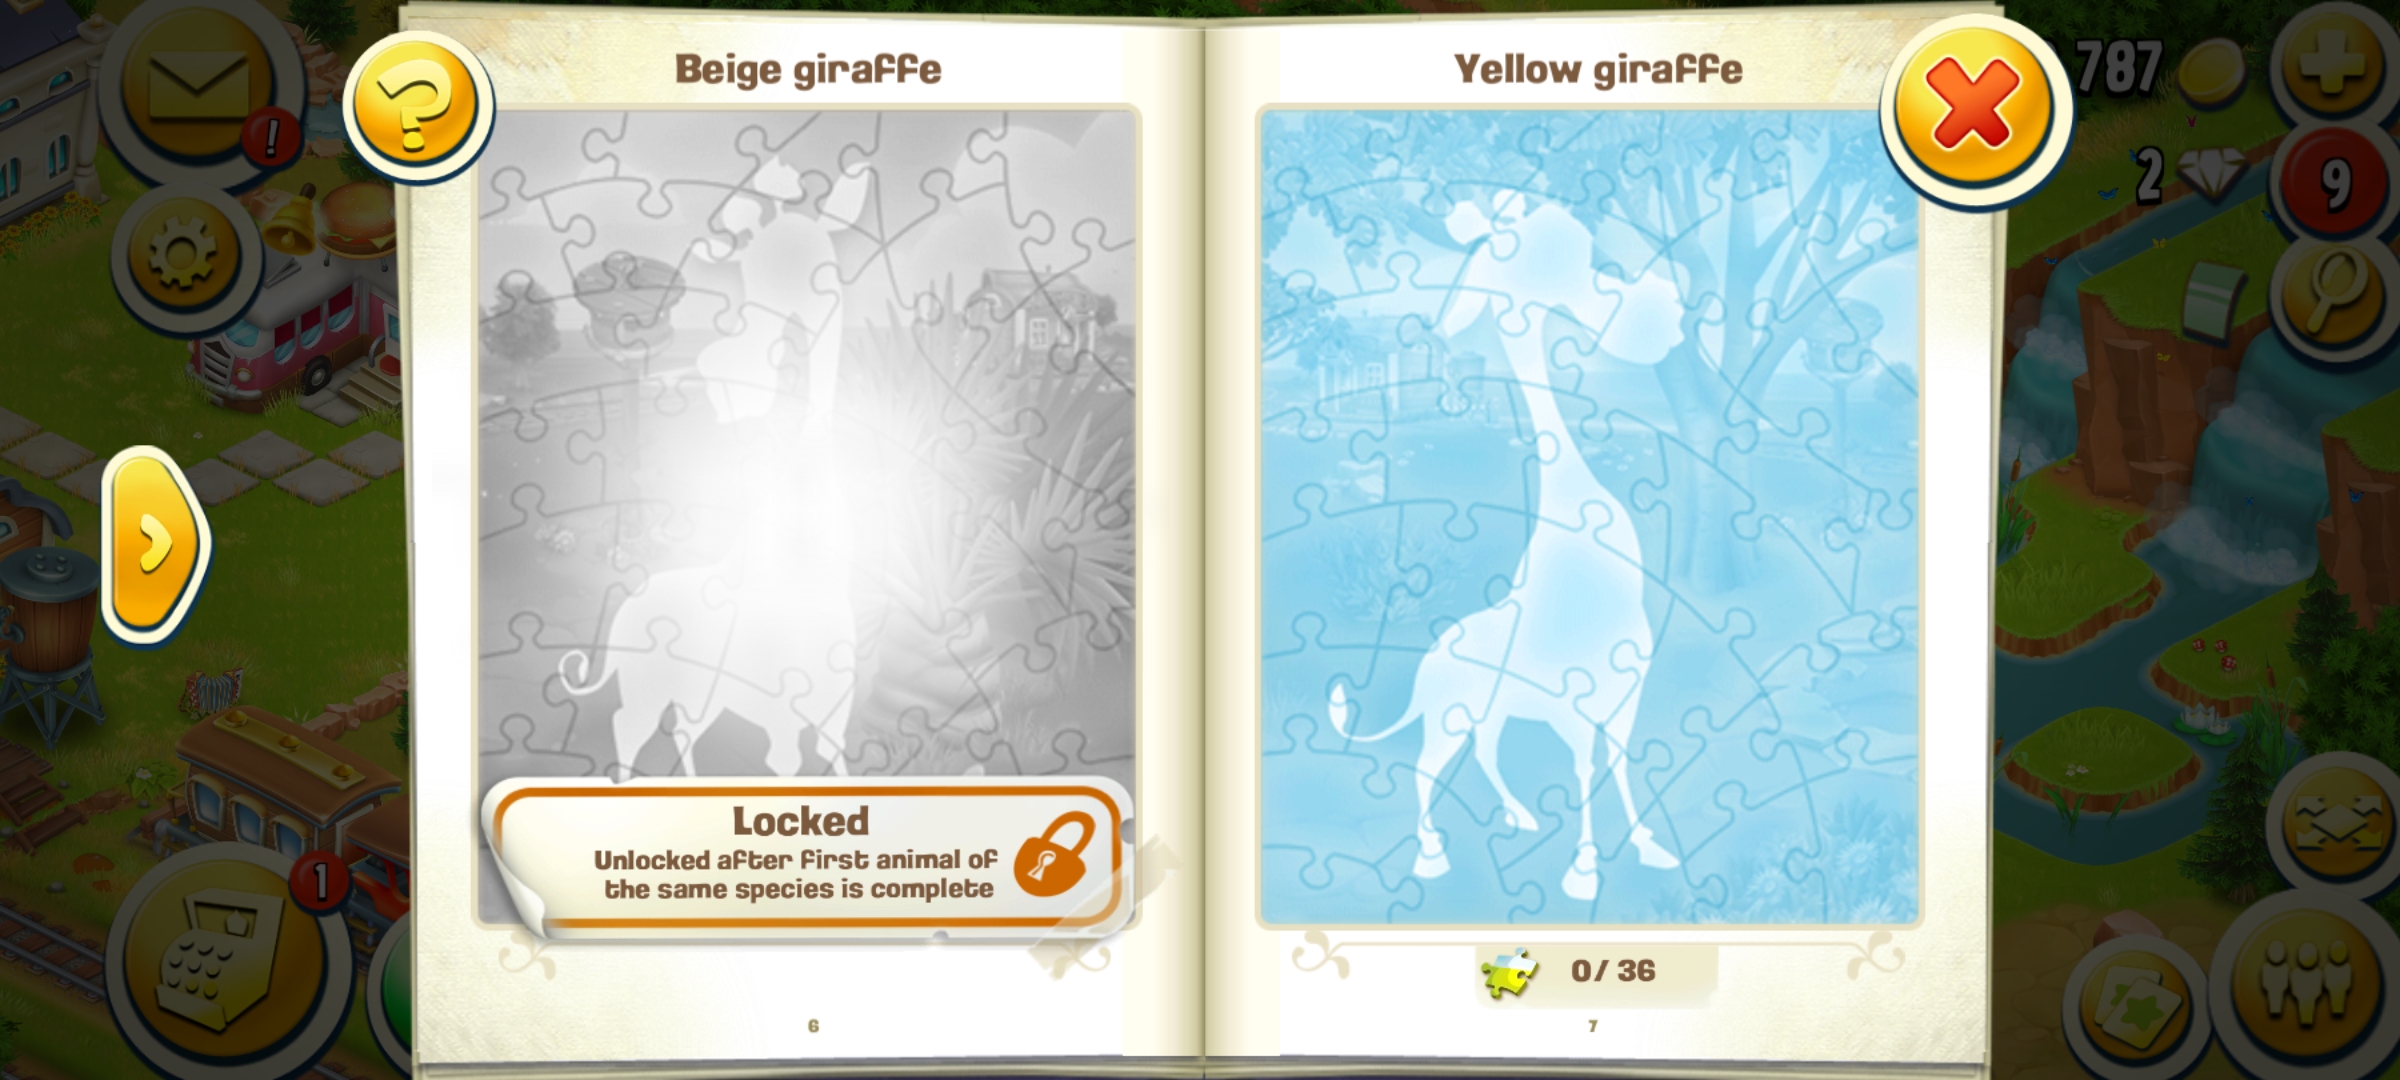 Beige giraffe
Yellow giraffe
787
2
9
!
?
Locked
Unlocked after first animal of
the same species is complete
1
0/ 36
6
7